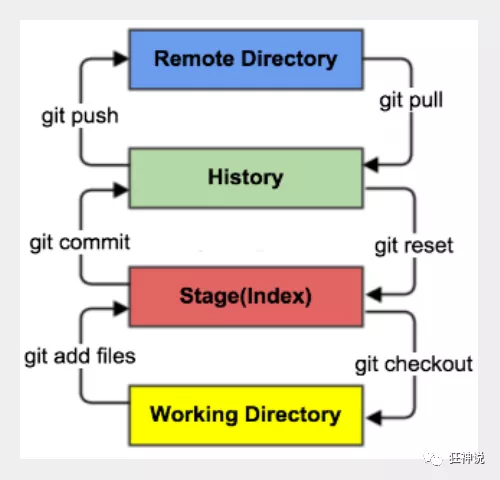 Remote Directory
git push
git pull
History
git commit
git reset
Stage(Index)
git add files
git checkout
Working Directory
狂神说